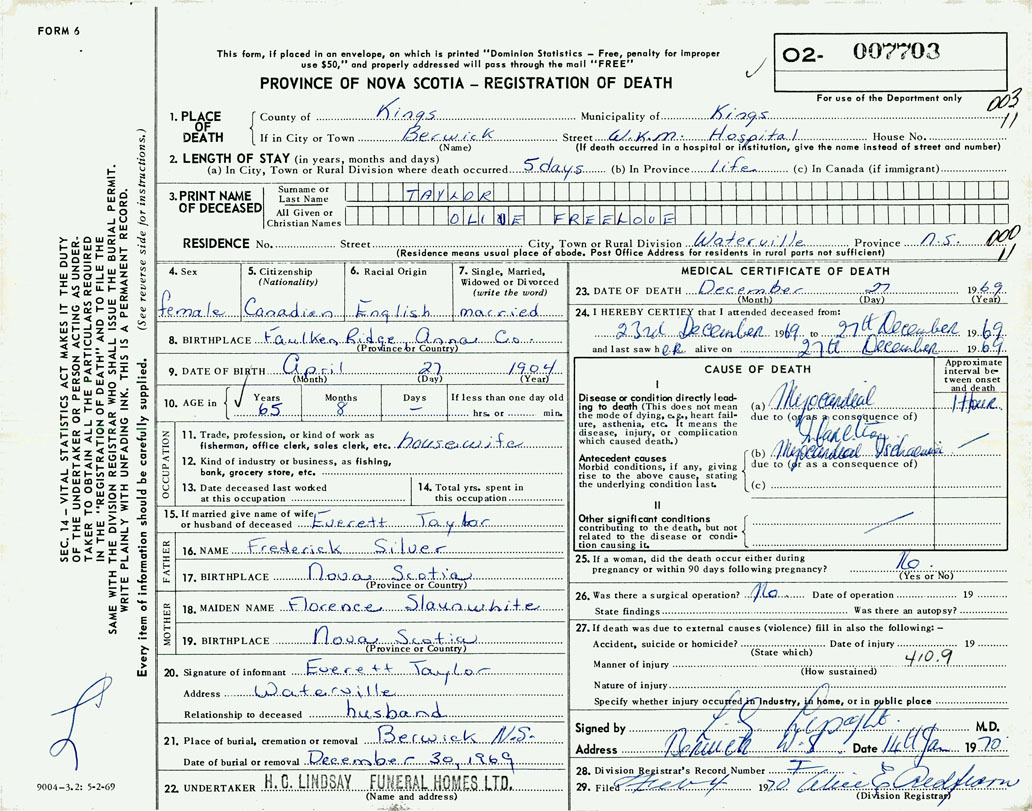 FORM 6
This form, if placed in an envelope, on which is printed "Dominion Statistics – Free, penalty for improper
use $50," and properly addressed will pass through the mail "FREE"
PROVINCE OF NOVA SCOTIA – REGISTRATION OF DEATH
02- 007703
For use of the Department only
003
11
1. PLACE OF DEATH
County of Kings Municipality of Kings
If in City or Town Berwick Street W.K.M. Hospital House No.
(Name) (If death occurred in a hospital or institution, give the name instead of street and number)
2. LENGTH OF STAY (in years, months and days)
(a) In City, Town or Rural Division where death occurred 5 days (b) In Province life (c) In Canada (if immigrant)
3. PRINT NAME OF DECEASED
Surname or Last Name TAYLOR
All Given or Christian Names OLIVE FREELOVE
RESIDENCE No. Street City, Town or Rural Division Waterville Province N.S.
000
11
(Residence means usual place of abode. Post Office Address for residents in rural parts not sufficient)
4. Sex
female
5. Citizenship
(Nationality)
Canadian
6. Racial Origin
English
7. Single, Married,
Widowed or Divorced
(write the word)
married
8. BIRTHPLACE Faulken Ridge, Anna Co.
(Province or Country)
9. DATE OF BIRTH April 27 1904
(Month) (Day) (Year)
10. AGE in
Years Months Days If less than one day old
65 8 – hrs. or min.
OCCUPATION
11. Trade, profession, or kind of work as
fisherman, office clerk, sales clerk, etc. housewife
12. Kind of industry or business, as fishing,
bank, grocery store, etc.
13. Date deceased last worked
at this occupation
14. Total yrs. spent in
this occupation
15. If married give name of wife
or husband of deceased Everett Taylor
FATHER
16. NAME Frederick Silver
17. BIRTHPLACE Nova Scotia
(Province or Country)
MOTHER
18. MAIDEN NAME Florence Slaunwhite
19. BIRTHPLACE Nova Scotia
(Province or Country)
20. Signature of informant Everett Taylor
Address Waterville
Relationship to deceased husband
21. Place of burial, cremation or removal Berwick N.S.
Date of burial or removal December 30, 1969
22. UNDERTAKER H. C. LINDSAY FUNERAL HOMES LTD.
(Name and address)
MEDICAL CERTIFICATE OF DEATH
23. DATE OF DEATH December 27 1969
(Month) (Day) (Year)
24. I HEREBY CERTIFY that I attended deceased from:
23rd December 1969 to 27th December 1969
and last saw her alive on 27th December 1969
CAUSE OF DEATH
Approximate
interval be-
tween onset
and death
I
Disease or condition directly lead-
ing to death (This does not
mean the mode of dying, e.g., heart fail-
ure, asthenia, etc. It means the
disease, injury, or complication
which caused death.)
(a) Myocardial
due to (or as a consequence of)
Infarction
1 Hour
Antecedent causes
Morbid conditions, if any, giving
rise to the above cause, stating
the underlying condition last.
(b) Myocardial Ischaemia
due to (or as a consequence of)
(c)
II
Other significant conditions
contributing to the death, but not
related to the disease or condi-
tion causing it.
25. If a woman, did the death occur either during
pregnancy or within 90 days following pregnancy? No.
(Yes or No)
26. Was there a surgical operation? No. Date of operation 19
State findings Was there an autopsy?
27. If death was due to external causes (violence) fill in also the following: –
Accident, suicide or homicide? Date of injury 19
(State which)
410.9
Manner of injury
(How sustained)
Nature of injury
Specify whether injury occurred in Industry, in home, or in public place
Signed by M.D.
Address Berwick N.S. Date 14th Jan 1970
28. Division Registrar's Record Number
29. Filed Feb 4 1970 Alice E.
(Division Registrar)
SEC. 14 – VITAL STATISTICS ACT MAKES IT THE DUTY
OF THE UNDERTAKER OR PERSON ACTING AS UNDER-
TAKER TO OBTAIN ALL THE PARTICULARS REQUIRED
IN THE "REGISTRATION OF DEATH" AND TO FILE THE
SAME WITH THE DIVISION REGISTRAR WHO SHALL ISSUE THE BURIAL PERMIT.
WRITE PLAINLY WITH UNFADING INK. THIS IS A PERMANENT RECORD.
Every item of information should be carefully supplied. (See reverse side for instructions.)
9004-3.2: 5-2-69